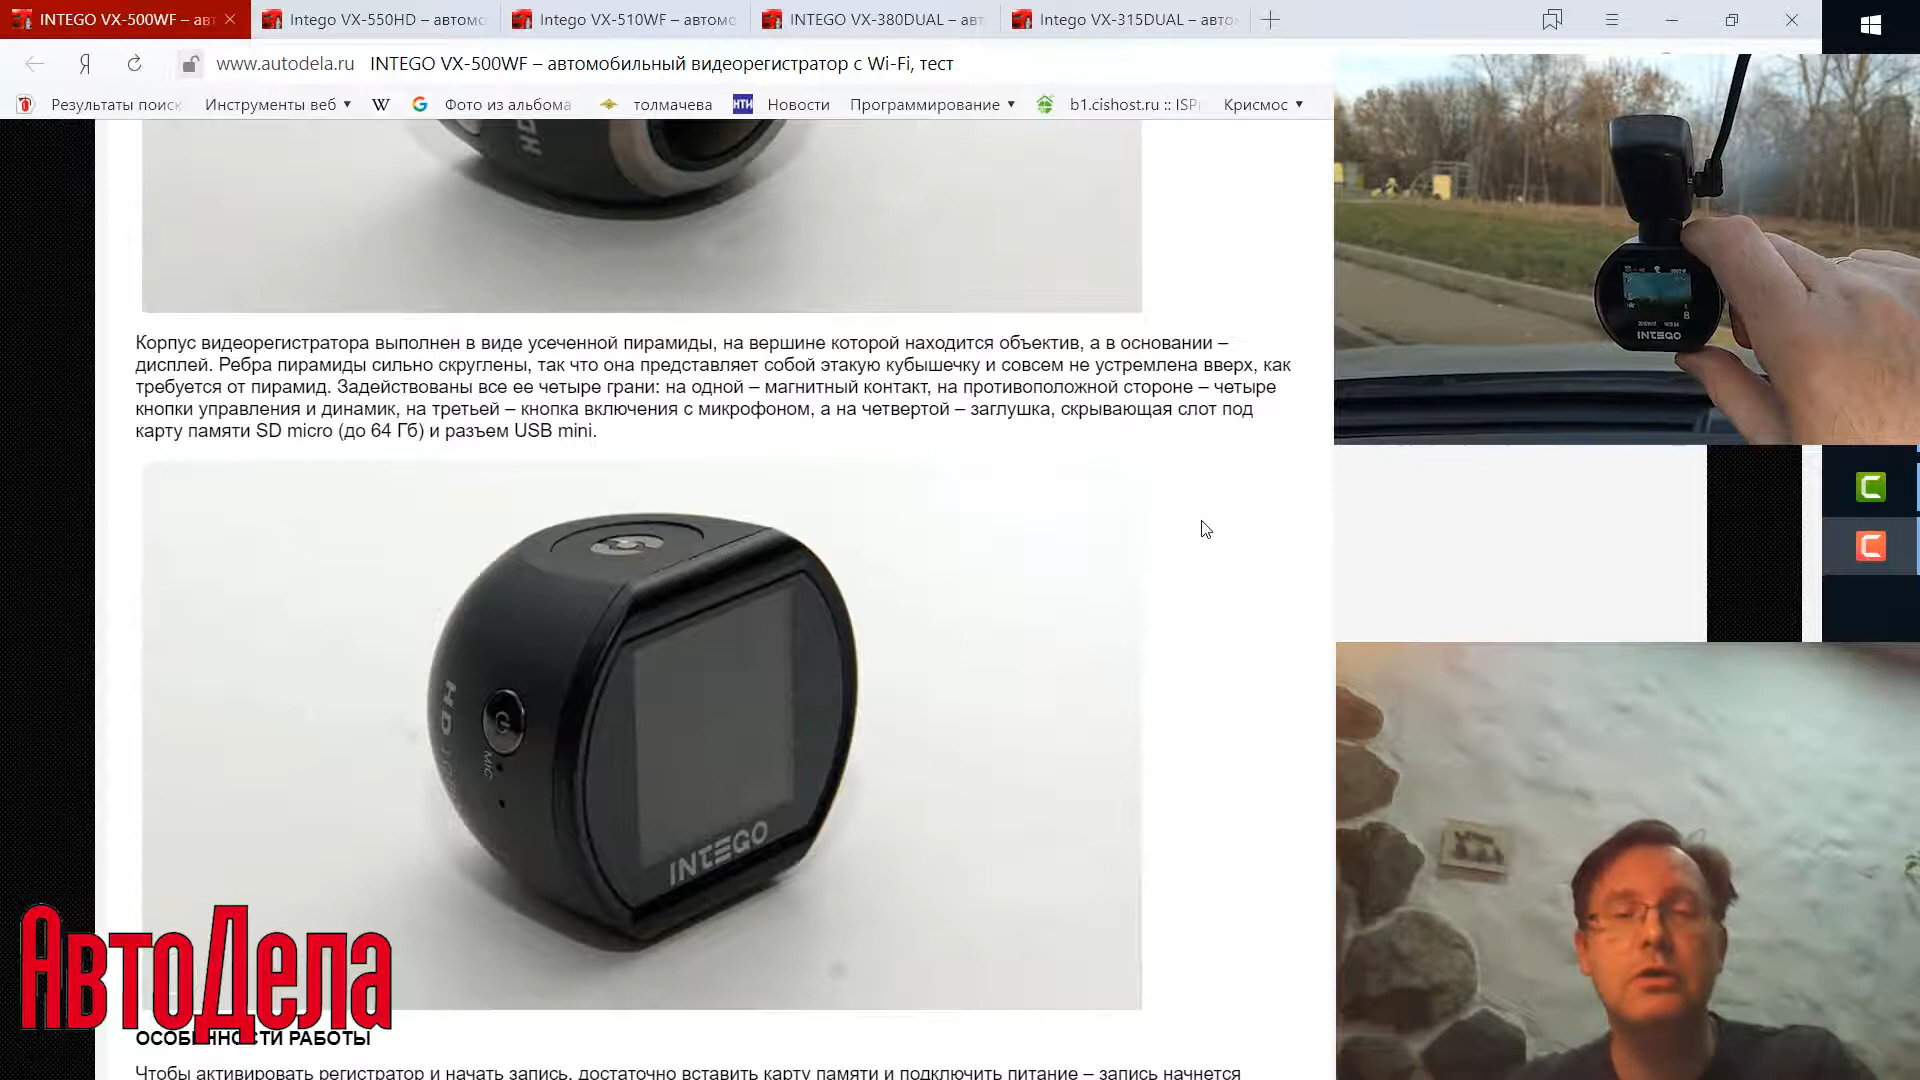 INTEGO VX-500WF – авт
Intego VX-550HD – автомо
Intego VX-510WF – автомо
INTEGO VX-380DUAL – авт
Intego VX-315DUAL – авто
www.autodela.ru INTEGO VX-500WF – автомобильный видеорегистратор с Wi-Fi, тест
Результаты поиск
Инструменты веб
W
G
Фото из альбома
толмачева
НТИ
Новости
Программирование
b1.cishost.ru :: ISP
Крисмос
HD
Корпус видеорегистратора выполнен в виде усеченной пирамиды, на вершине которой находится объектив, а в основании –
дисплей. Ребра пирамиды сильно скруглены, так что она представляет собой этакую кубышечку и совсем не устремлена вверх, как
требуется от пирамид. Задействованы все ее четыре грани: на одной – магнитный контакт, на противоположной стороне – четыре
кнопки управления и динамик, на третьей – кнопка включения с микрофоном, а на четвертой – заглушка, скрывающая слот под
карту памяти SD micro (до 64 Гб) и разъем USB mini.
INTEGO
HD
MIC
INTEGO
АвтоДела
ОСОБЕННОСТИ РАБОТЫ
Чтобы активировать регистратор и начать запись, достаточно вставить карту памяти и подключить питание – запись начнется